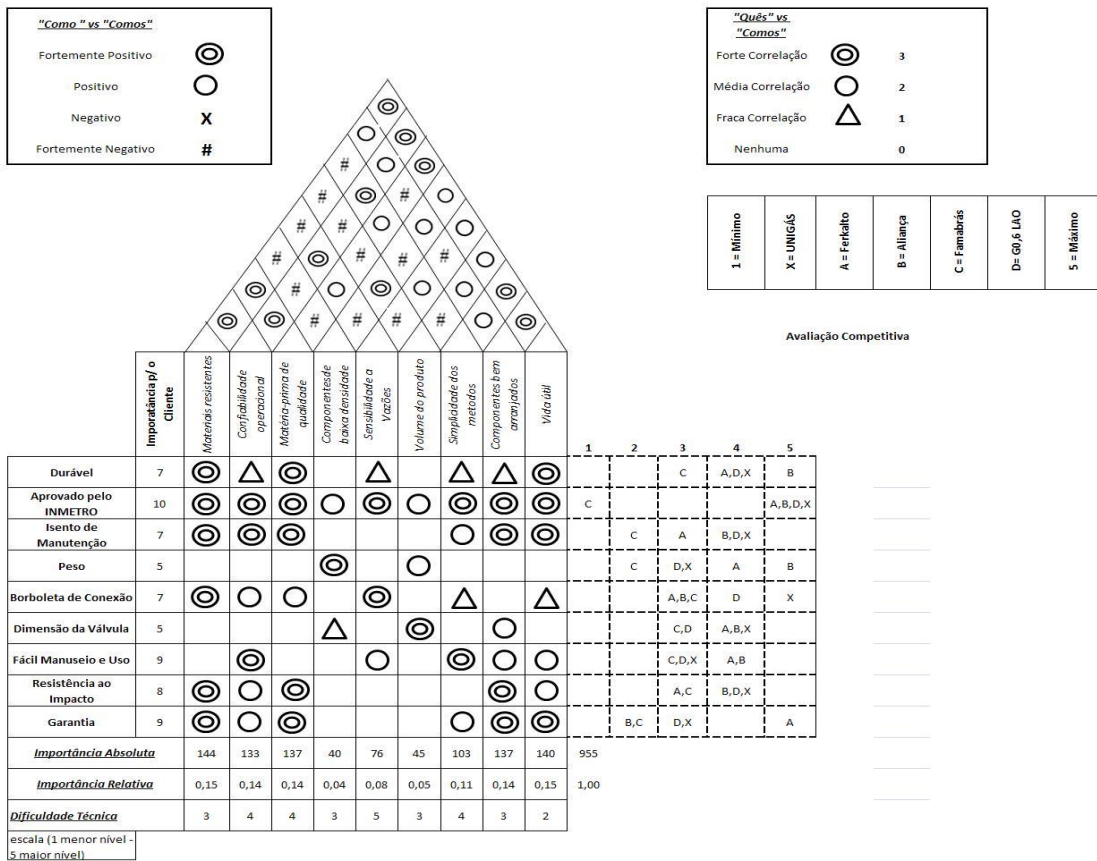 "Como " vs "Comos"
Fortemente Positivo
Positivo
Negativo X
Fortemente Negativo #
"Quês" vs
"Comos"
Forte Correlação 3
Média Correlação 2
Fraca Correlação 1
Nenhuma 0
1 = Mínimo
X = UNIGÁS
A = Ferkalto
B = Aliança
C = Famabrás
D= G0,6 LAO
5 = Máximo
Avaliação Competitiva
#
# #
# #
# # #
# #
# # # #
Imporatância p/ o
Cliente
Materiais resistentes
Confiabilidade
operacional
Matéria-prima de
qualidade
Componentesde
baixa densidade
Sensibilidade a
Vazões
Volume do produto
Simplicidade dos
metodos
Componentes bem
arranjados
Vida útil
1 2 3 4 5
Durável 7 C A,D,X B
Aprovado pelo
INMETRO 10 C A,B,D,X
Isento de
Manutenção 7 C A B,D,X
Peso 5 C D,X A B
Borboleta de Conexão 7 A,B,C D X
Dimensão da Válvula 5 C,D A,B,X
Fácil Manuseio e Uso 9 C,D,X A,B
Resistência ao
Impacto 8 A,C B,D,X
Garantia 9 B,C D,X A
Importância Absoluta 144 133 137 40 76 45 103 137 140 955
Importância Relativa 0,15 0,14 0,14 0,04 0,08 0,05 0,11 0,14 0,15 1,00
Dificuldade Técnica 3 4 4 3 5 3 4 3 2
escala (1 menor nível -
5 maior nível)